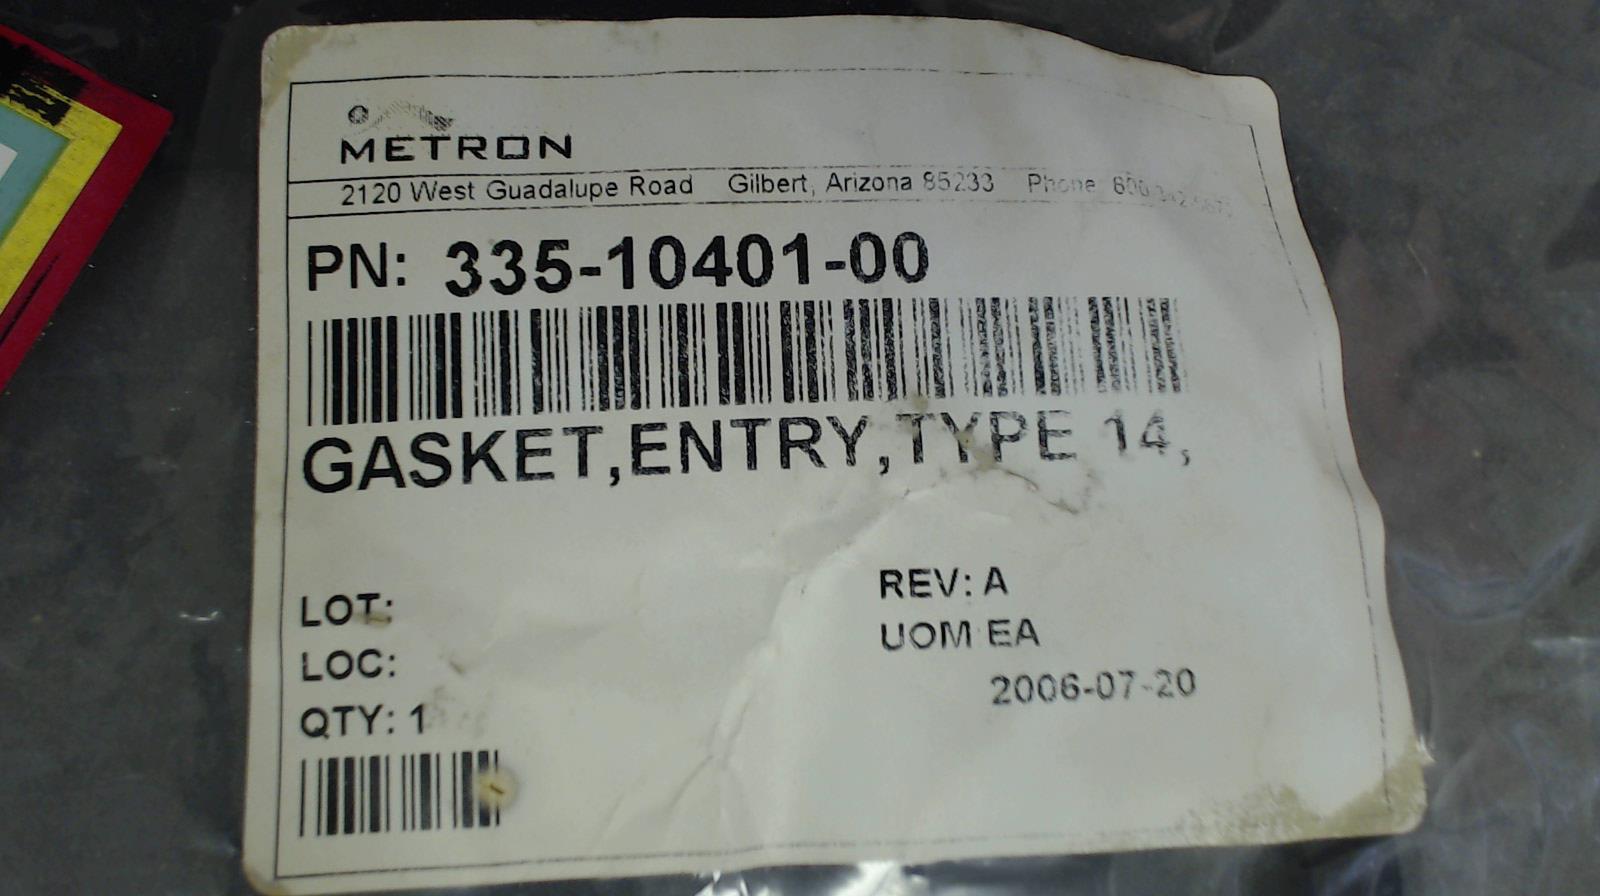 METRON
2120 West Guadalupe Road Gilbert, Arizona 85233 Phone
PN: 335-10401-00
GASKET,ENTRY,TYPE 14,
REV: A
LOT:
UOM EA
LOC:
2006-07-20
QTY: 1